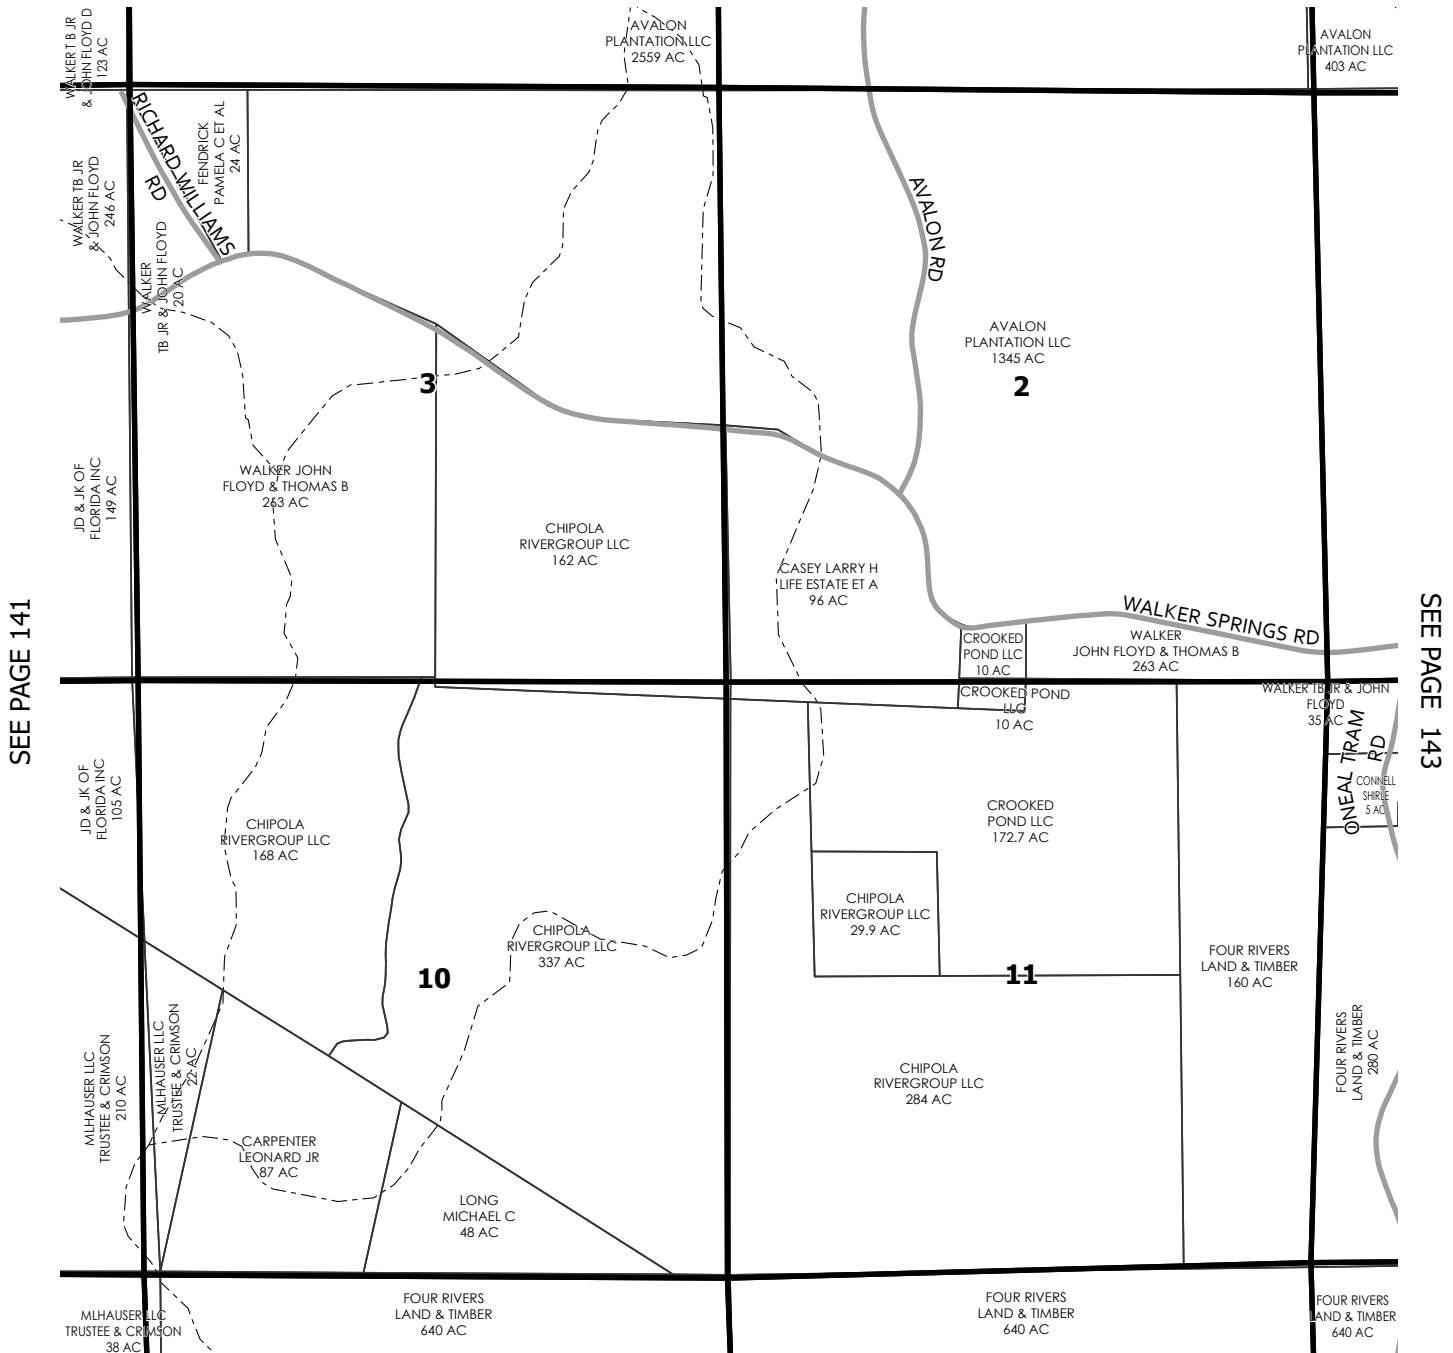 WALKER T B JR
& JOHN FLOYD D
123 AC
AVALON
PLANTATION LLC
2559 AC
AVALON
PLANTATION LLC
403 AC
RICHARD WILLIAMS
RD
FENDRICK
PAMELA C ET AL
24 AC
WALKER TB JR
& JOHN FLOYD
246 AC
WALKER
TB JR & JOHN FLOYD
20 AC
AVALON RD
AVALON
PLANTATION LLC
1345 AC
3
2
WALKER JOHN
FLOYD & THOMAS B
263 AC
JD & JK OF
FLORIDA INC
149 AC
CHIPOLA
RIVERGROUP LLC
162 AC
CASEY LARRY H
LIFE ESTATE ET A
96 AC
WALKER SPRINGS RD
CROOKED
POND LLC
10 AC
WALKER
JOHN FLOYD & THOMAS B
263 AC
SEE PAGE 141
SEE PAGE 143
CROOKED POND
LLC
10 AC
WALKER TB JR & JOHN
FLOYD
35 AC
ONEAL TRAM
RD
CONNELL
SHIRLE
5 AC
JD & JK OF
FLORIDA INC
105 AC
CHIPOLA
RIVERGROUP LLC
168 AC
CROOKED
POND LLC
172.7 AC
CHIPOLA
RIVERGROUP LLC
29.9 AC
CHIPOLA
RIVERGROUP LLC
337 AC
10
11
FOUR RIVERS
LAND & TIMBER
160 AC
MLHAUSER LLC
TRUSTEE & CRIMSON
210 AC
MLHAUSER LLC
TRUSTEE & CRIMSON
22 AC
CHIPOLA
RIVERGROUP LLC
284 AC
FOUR RIVERS
LAND & TIMBER
280 AC
CARPENTER
LEONARD JR
87 AC
LONG
MICHAEL C
48 AC
MLHAUSER LLC
TRUSTEE & CRIMSON
38 AC
FOUR RIVERS
LAND & TIMBER
640 AC
FOUR RIVERS
LAND & TIMBER
640 AC
FOUR RIVERS
LAND & TIMBER
640 AC